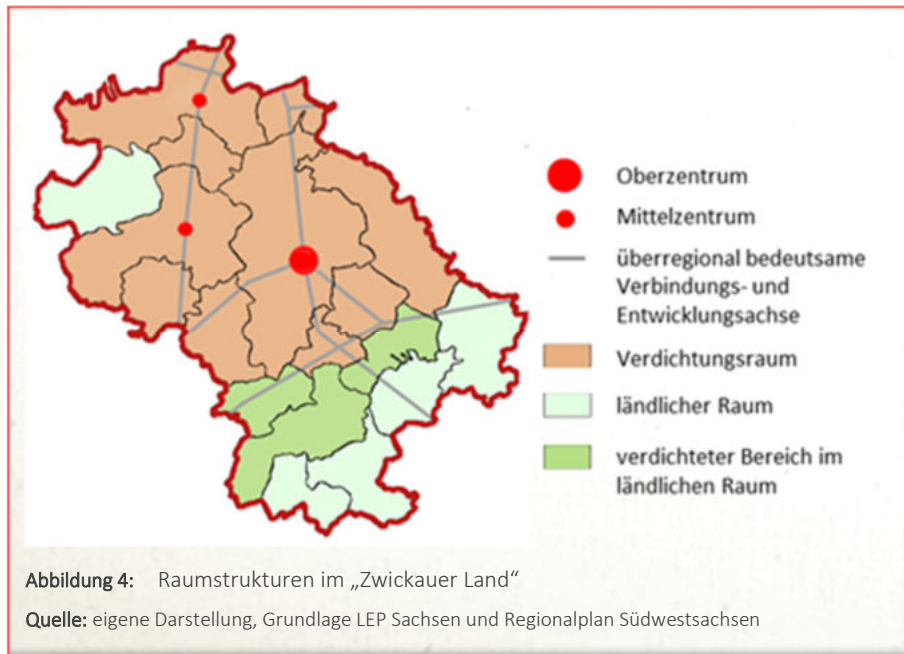 Oberzentrum
Mittelzentrum
überregional bedeutsame
Verbindungs- und
Entwicklungsachse
Verdichtungsraum
ländlicher Raum
verdichteter Bereich im
ländlichen Raum
Abbildung 4: Raumstrukturen im „Zwickauer Land“
Quelle: eigene Darstellung, Grundlage LEP Sachsen und Regionalplan Südwestsachsen